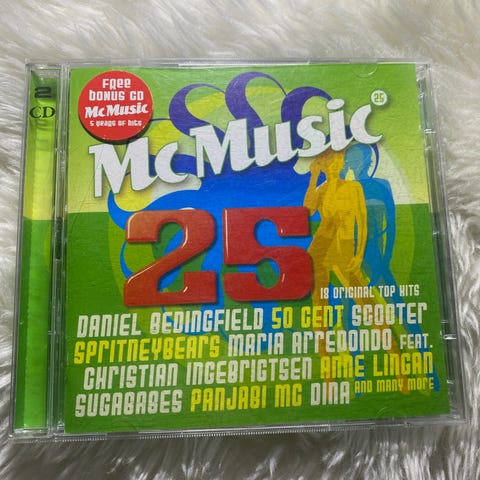 2
CD
FREE
BONUS CD
McMusic
5 YEARS OF HITS
25
McMusic
25
18 ORIGINAL TOP HITS
DANIEL BEDINGFIELD 50 CENT SCOOTER
SPRITNEYBEARS MARIA ARREDONDO FEAT.
CHRISTIAN INGEBRIGTSEN ANNE LINGAN
SUGABABES PANJABI MC DINA AND MANY MORE